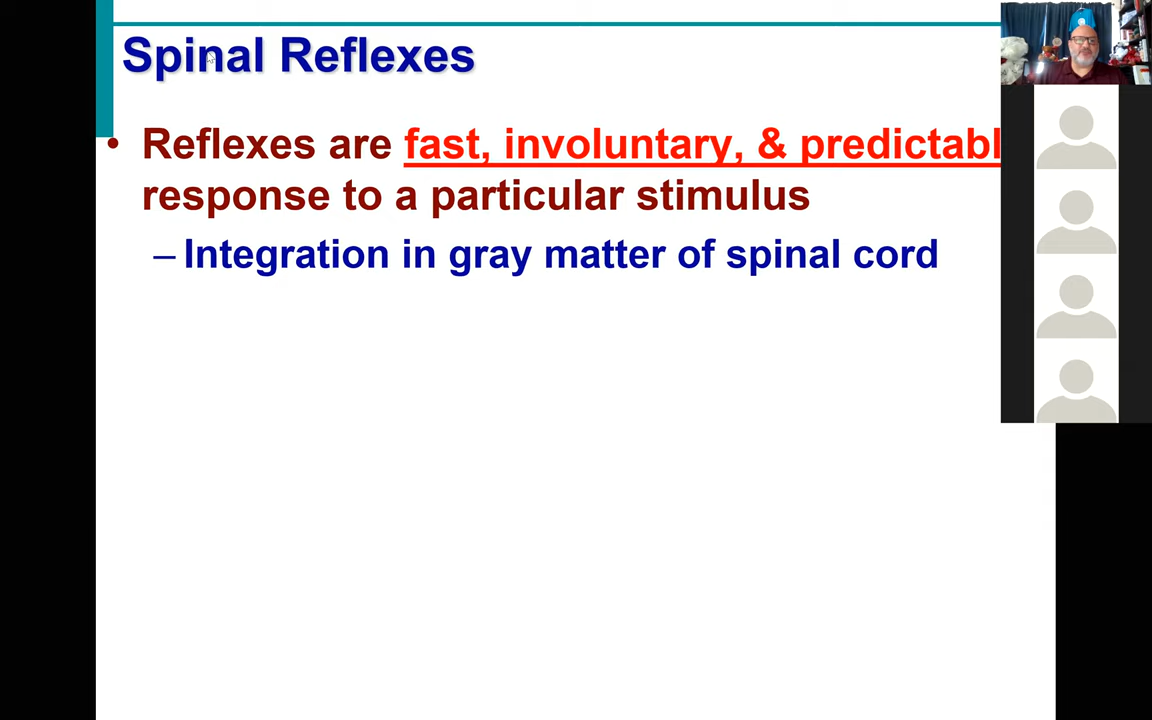 Spinal Reflexes
• Reflexes are fast, involuntary, & predictabl
response to a particular stimulus
– Integration in gray matter of spinal cord